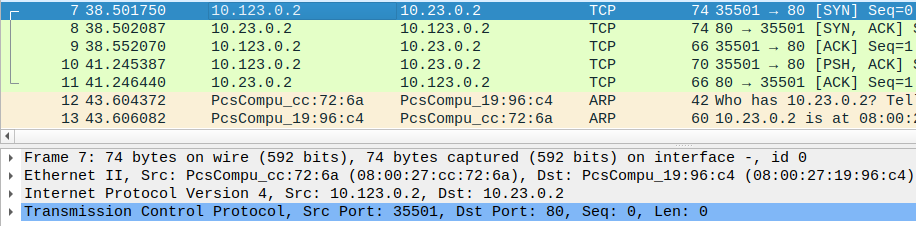 7 38.501750 10.123.0.2 10.23.0.2 TCP 74 35501 → 80 [SYN] Seq=0
8 38.502087 10.23.0.2 10.123.0.2 TCP 74 80 → 35501 [SYN, ACK] S
9 38.552070 10.123.0.2 10.23.0.2 TCP 66 35501 → 80 [ACK] Seq=1
10 41.245387 10.123.0.2 10.23.0.2 TCP 70 35501 → 80 [PSH, ACK] S
11 41.246440 10.23.0.2 10.123.0.2 TCP 66 80 → 35501 [ACK] Seq=1
12 43.604372 PcsCompu_cc:72:6a PcsCompu_19:96:c4 ARP 42 Who has 10.23.0.2? Tell
13 43.606082 PcsCompu_19:96:c4 PcsCompu_cc:72:6a ARP 60 10.23.0.2 is at 08:00:2
Frame 7: 74 bytes on wire (592 bits), 74 bytes captured (592 bits) on interface -, id 0
Ethernet II, Src: PcsCompu_cc:72:6a (08:00:27:cc:72:6a), Dst: PcsCompu_19:96:c4 (08:00:27:19:96:c4)
Internet Protocol Version 4, Src: 10.123.0.2, Dst: 10.23.0.2
Transmission Control Protocol, Src Port: 35501, Dst Port: 80, Seq: 0, Len: 0